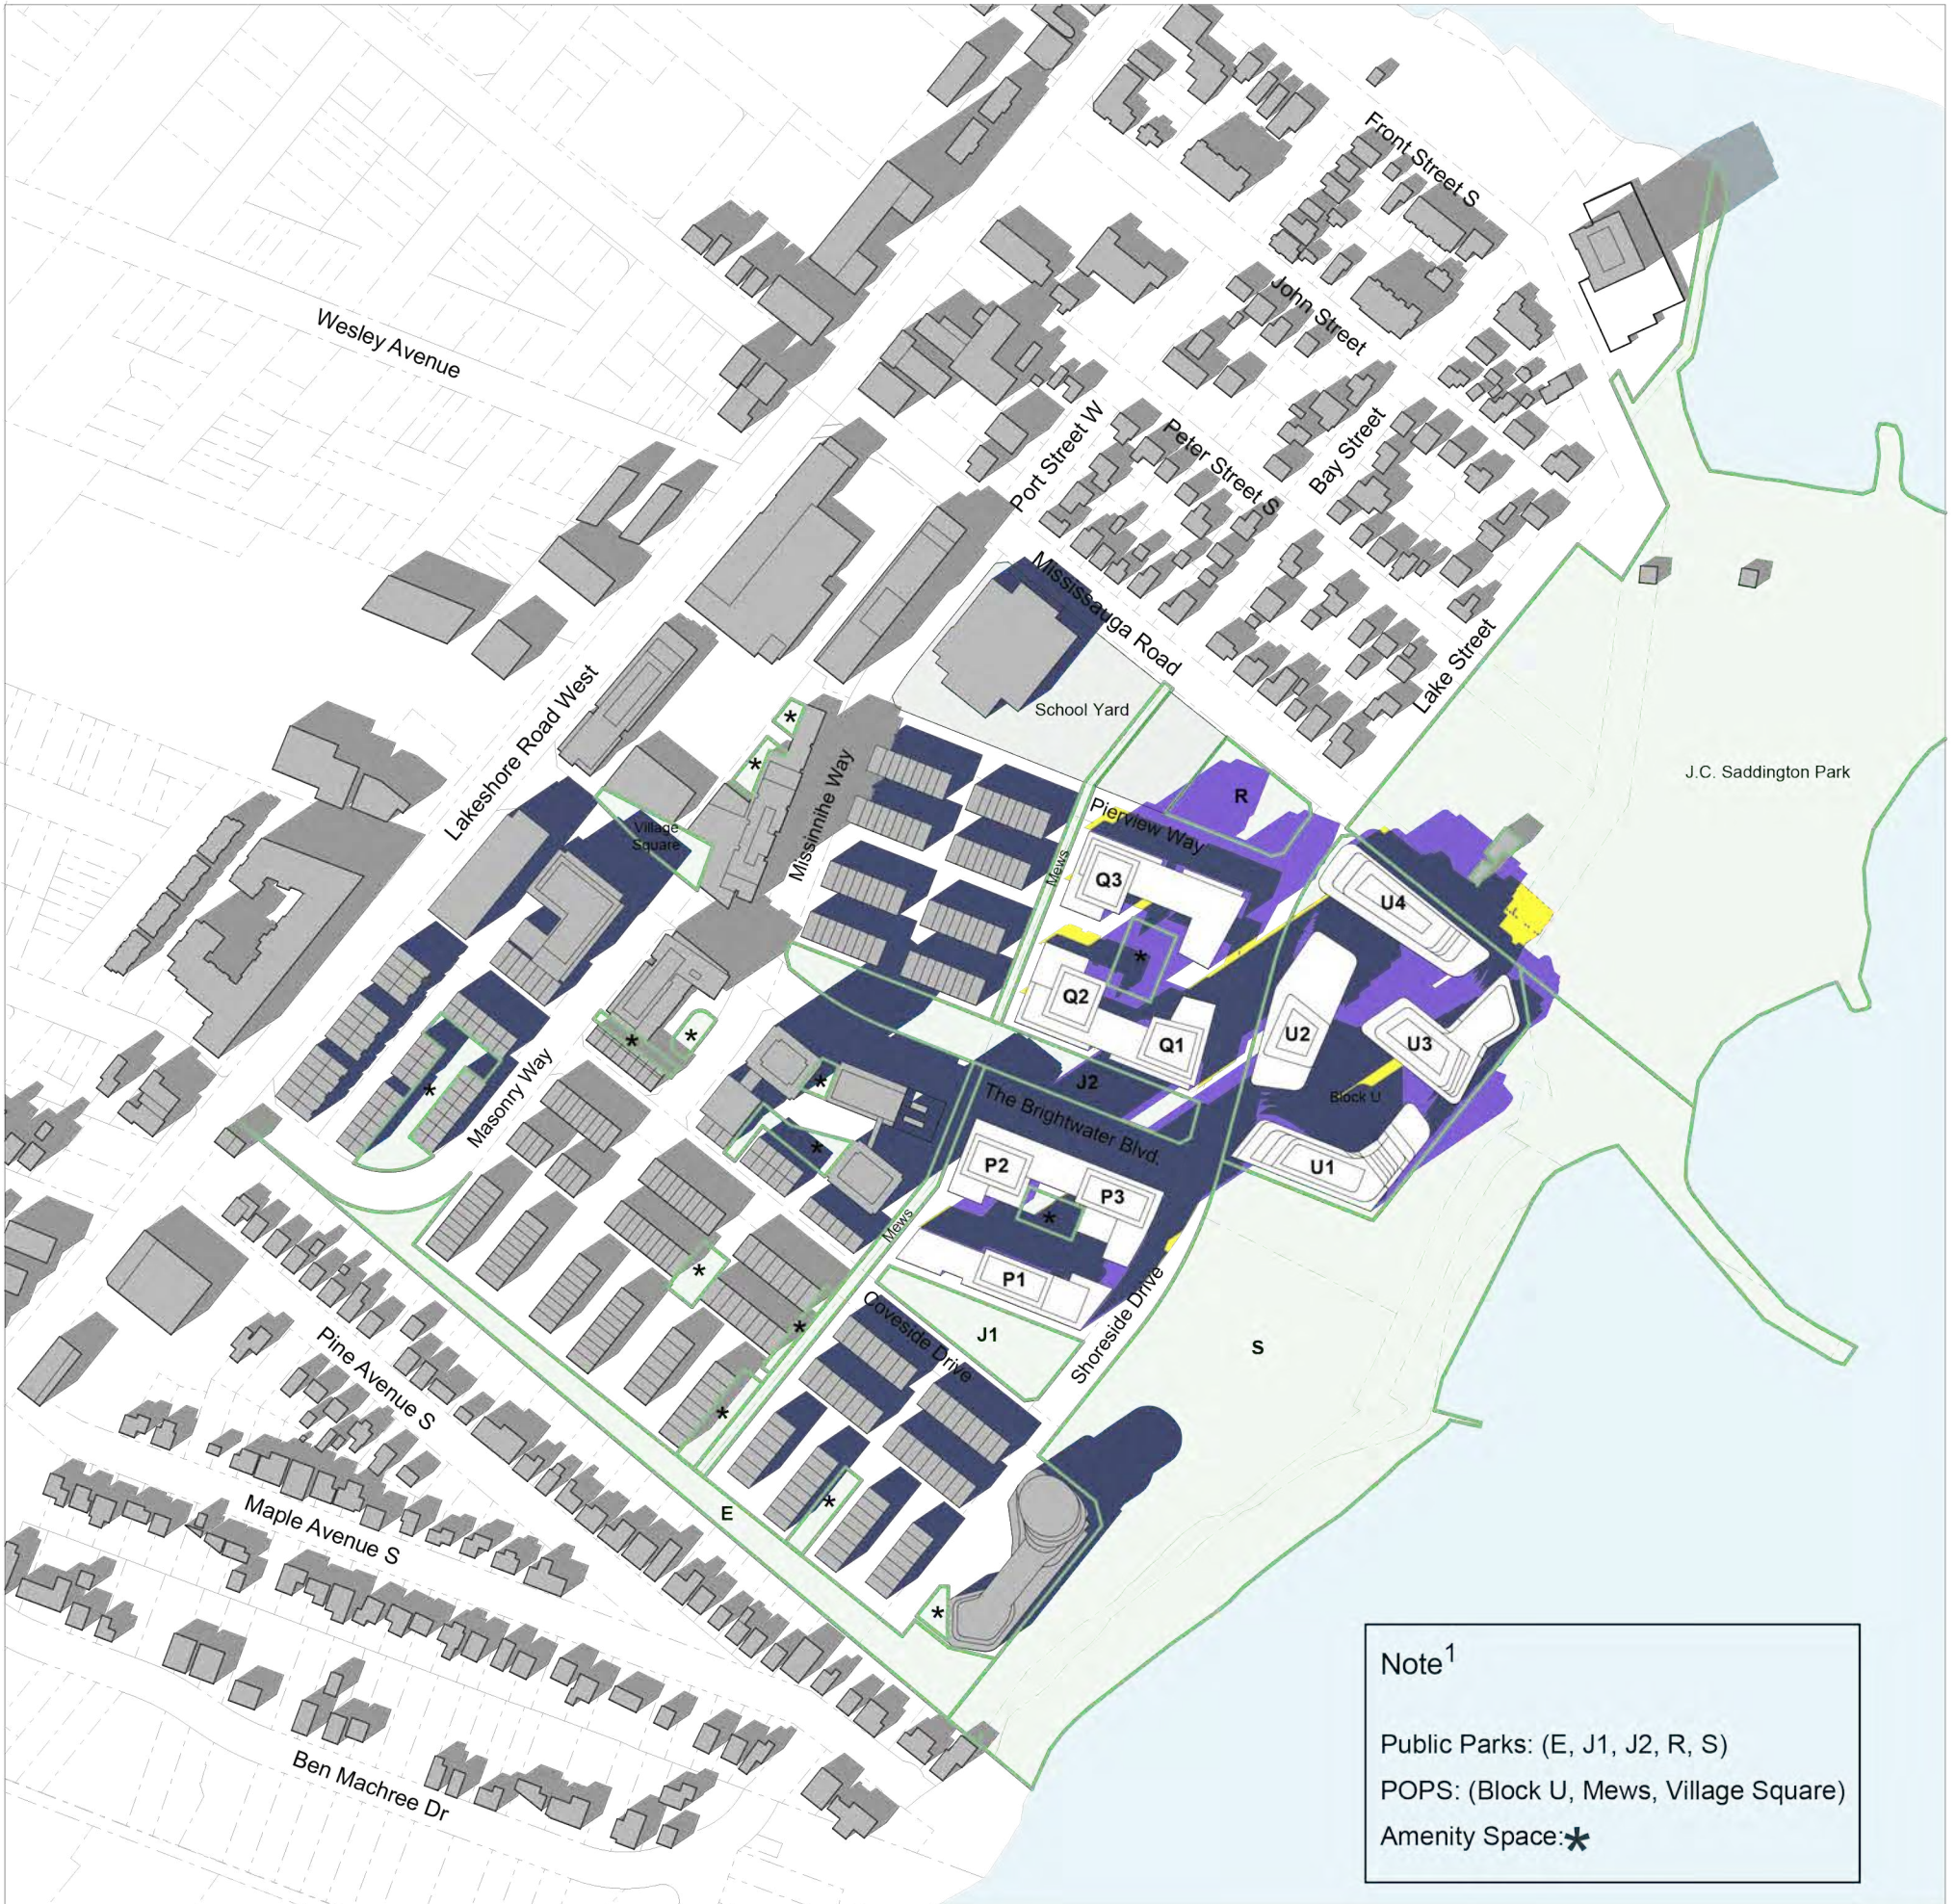 Front Street S
Wesley Avenue
John Street
Port Street W
Peter Street S
Bay Street
Mississauga Road
Lake Street
Lakeshore Road West
School Yard
*
*
Missinnihe Way
J.C. Saddington Park
R
Pierview Way
Village
Square
Mews
Q3
U4
*
Q2
U2
Q1
U3
*
*
Masonry Way
*
*
J2
The Brightwater Blvd.
Block U
*
P2
U1
P3
*
Mews
P1
*
*
Coveside Drive
J1
Shoreside Drive
S
Pine Avenue S
*
*
E
Maple Avenue S
*
Ben Machree Dr
Note1
Public Parks: (E, J1, J2, R, S)
POPS: (Block U, Mews, Village Square)
Amenity Space:*